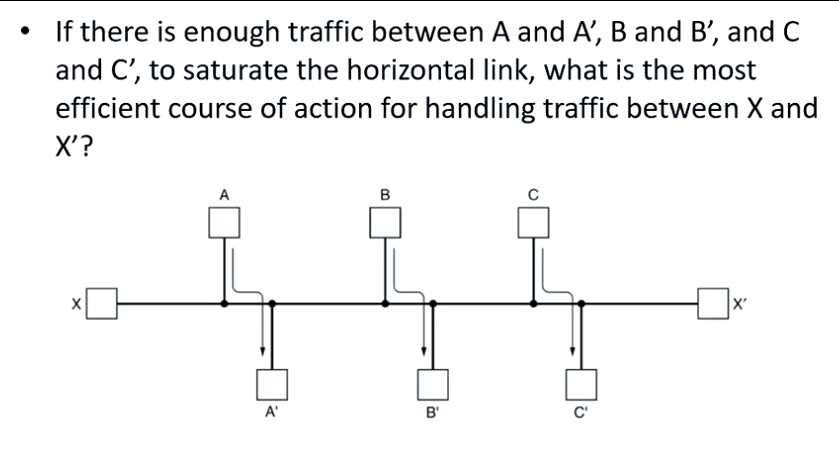 • If there is enough traffic between A and A′, B and B′, and C
and C′, to saturate the horizontal link, what is the most
efficient course of action for handling traffic between X and
X′?
A B C
X X′
A' B' C'